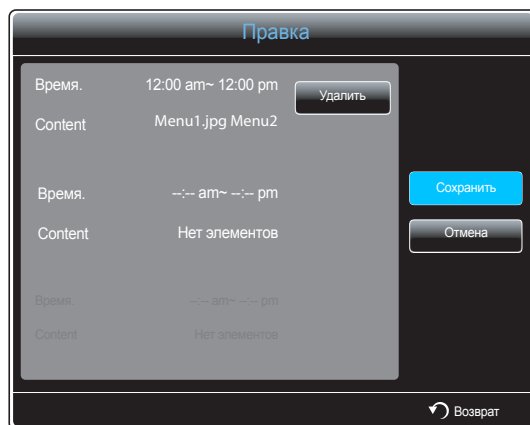 Правка
Время. 12:00 am~ 12:00 pm Удалить
Content Menu1.jpg Menu2
Время. --:-- am~ --:-- pm
Сохранить
Content Нет элементов
Отмена
Время. --:-- am~ --:-- pm
Content Нет элементов
Возврат